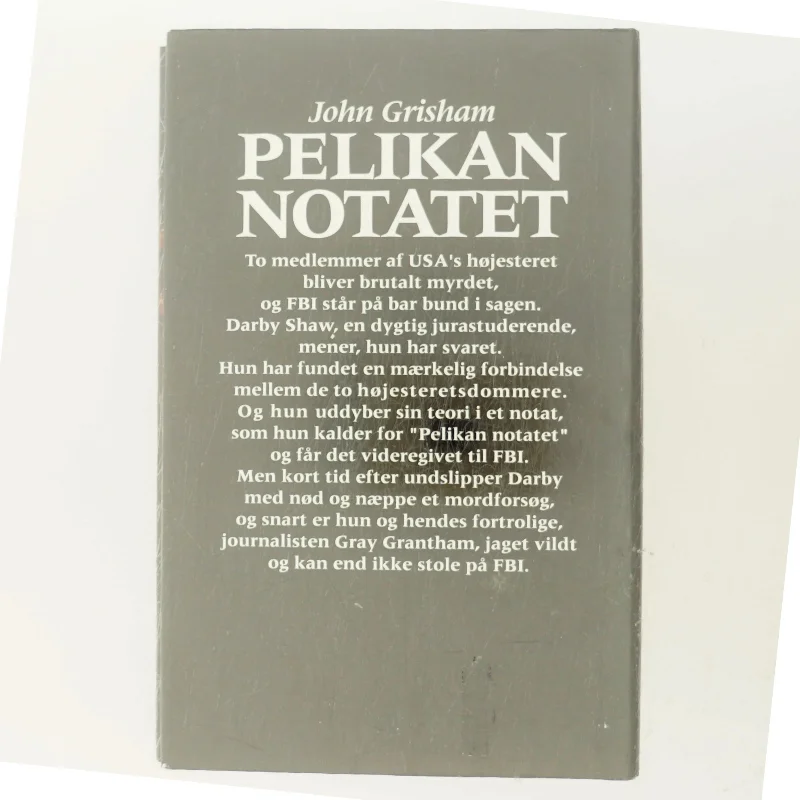 John Grisham
PELIKAN
NOTATET
To medlemmer af USA's højesteret
bliver brutalt myrdet,
og FBI står på bar bund i sagen.
Darby Shaw, en dygtig jurastuderende,
mener, hun har svaret.
Hun har fundet en mærkelig forbindelse
mellem de to højesteretsdommere.
Og hun uddyber sin teori i et notat,
som hun kalder for "Pelikan notatet"
og får det videregivet til FBI.
Men kort tid efter undslipper Darby
med nød og næppe et mordforsøg,
og snart er hun og hendes fortrolige,
journalisten Gray Grantham, jaget vildt
og kan end ikke stole på FBI.